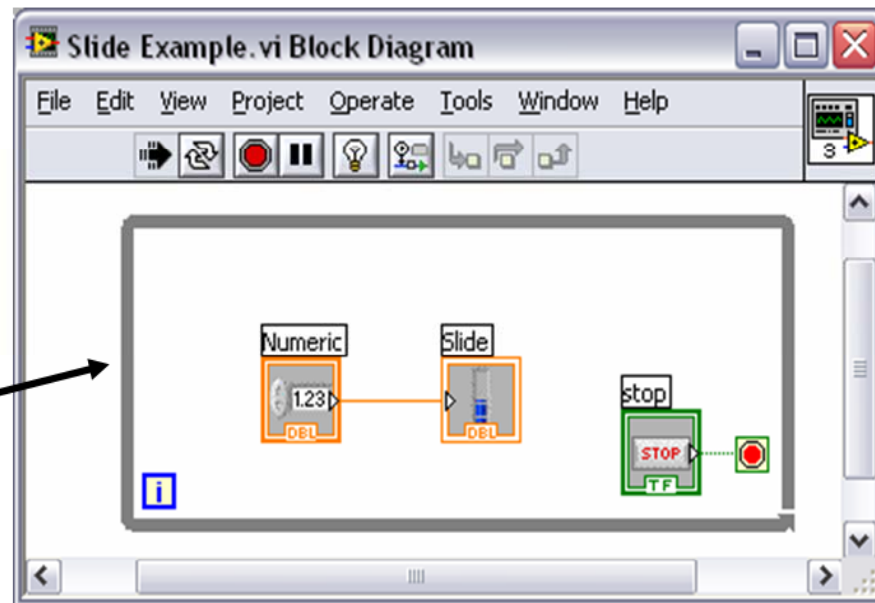 Slide Example.vi Block Diagram
File Edit View Project Operate Tools Window Help
3
Numeric
Slide
1.23
DBL
DBL
stop
STOP
TF
i